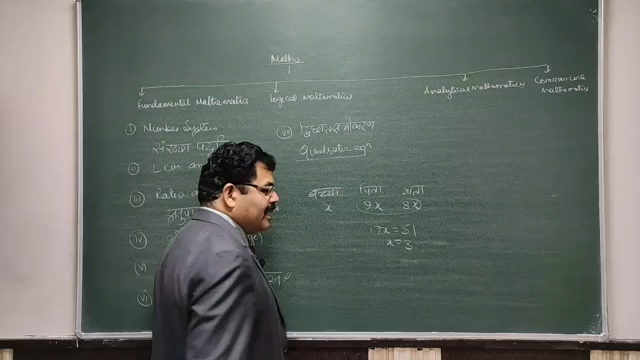 Maths
Fundamental Mathematics
logical Mathematics
Analytical mathematics
Commercial Mathematics
i) Number System
संख्या पद्धति
ii) LCM
iii) Ratio
iv)
v)
vi)
vii) द्विघात समीकरण
Quadratic eqn
बच्चा पिता माता
x 9x 8x
17x = 51
x = 3